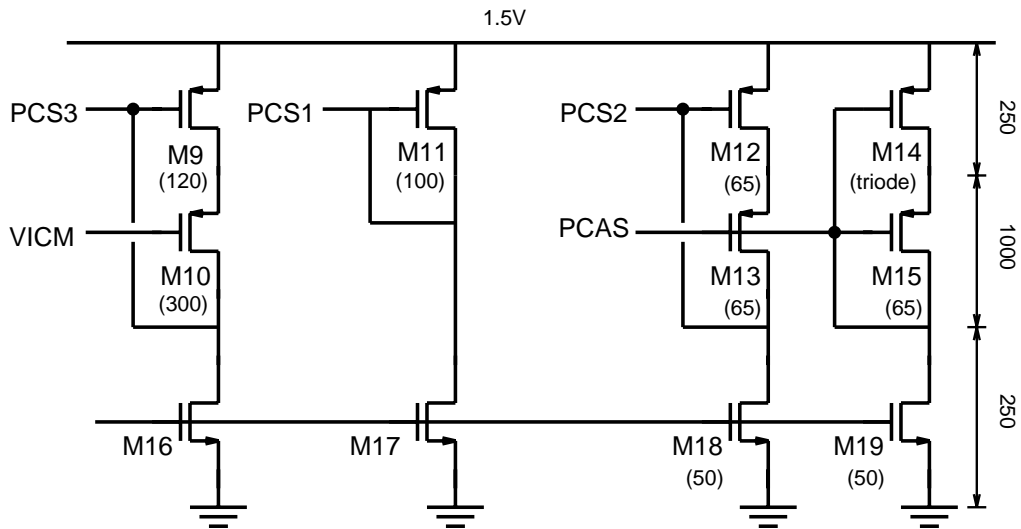 1.5V
PCS3
PCS1
PCS2
M9
(120)
M11
(100)
M12
(65)
M14
(triode)
250
VICM
PCAS
M10
(300)
M13
(65)
M15
(65)
1000
M16
M17
M18
(50)
M19
(50)
250